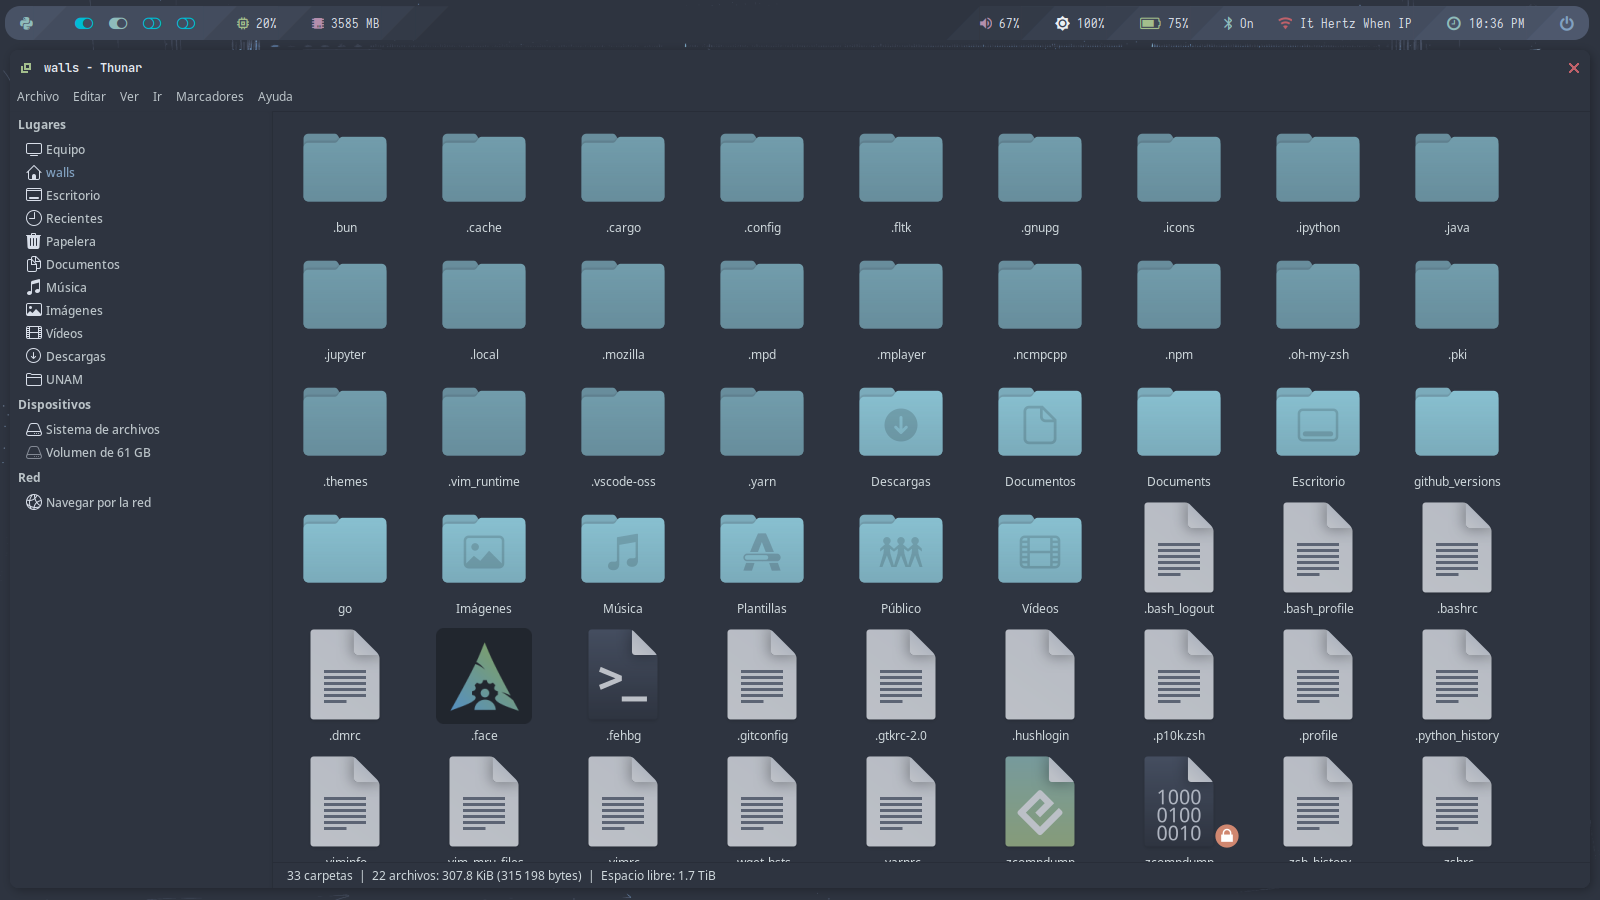 20% 3585 MB 67% 100% 75% On It Hertz When IP 10:36 PM
walls - Thunar
Archivo Editar Ver Ir Marcadores Ayuda
Lugares
Equipo
walls
Escritorio
Recientes
Papelera
Documentos
Música
Imágenes
Vídeos
Descargas
UNAM
Dispositivos
Sistema de archivos
Volumen de 61 GB
Red
Navegar por la red
.bun .cache .cargo .config .fltk .gnupg .icons .ipython .java
.jupyter .local .mozilla .mpd .mplayer .ncmpcpp .npm .oh-my-zsh .pki
.themes .vim_runtime .vscode-oss .yarn Descargas Documentos Documents Escritorio github_versions
go Imágenes Música Plantillas Público Vídeos .bash_logout .bash_profile .bashrc
>_
.dmrc .face .fehbg .gitconfig .gtkrc-2.0 .hushlogin .p10k.zsh .profile .python_history
1000
0100
0010
33 carpetas | 22 archivos: 307.8 KiB (315 198 bytes) | Espacio libre: 1.7 TiB